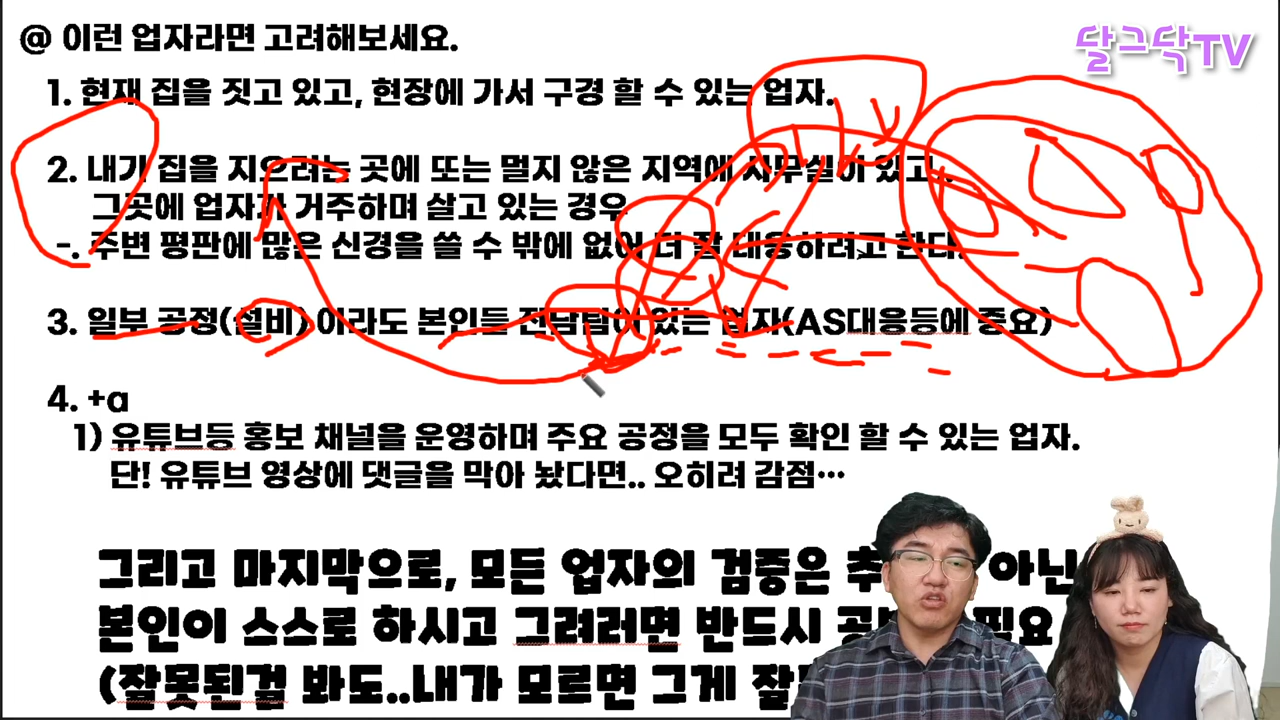 @ 이런 업자라면 고려해보세요.
달그닥TV
1. 현재 집을 짓고 있고, 현장에 가서 구경 할 수 있는 업자.
2. 내가 집을 지으려는 곳에 또는 멀지 않은 지역에 사무실이 있고,
그곳에 업자가 거주하며 살고 있는 경우
-. 주변 평판에 많은 신경을 쓸 수 밖에 없어 더 잘 대응하려고 한다.
3. 일부 공정(설비) 이라도 본인들 전담팀이 있는 업자(AS대응등에 중요)
4. +a
1) 유튜브등 홍보 채널을 운영하며 주요 공정을 모두 확인 할 수 있는 업자.
단! 유튜브 영상에 댓글을 막아 놨다면.. 오히려 감점…
그리고 마지막으로, 모든 업자의 검증은 아닌
본인이 스스로 하시고 그려러면 반드시 필요
(잘못된걸 봐도..내가 모르면 그게